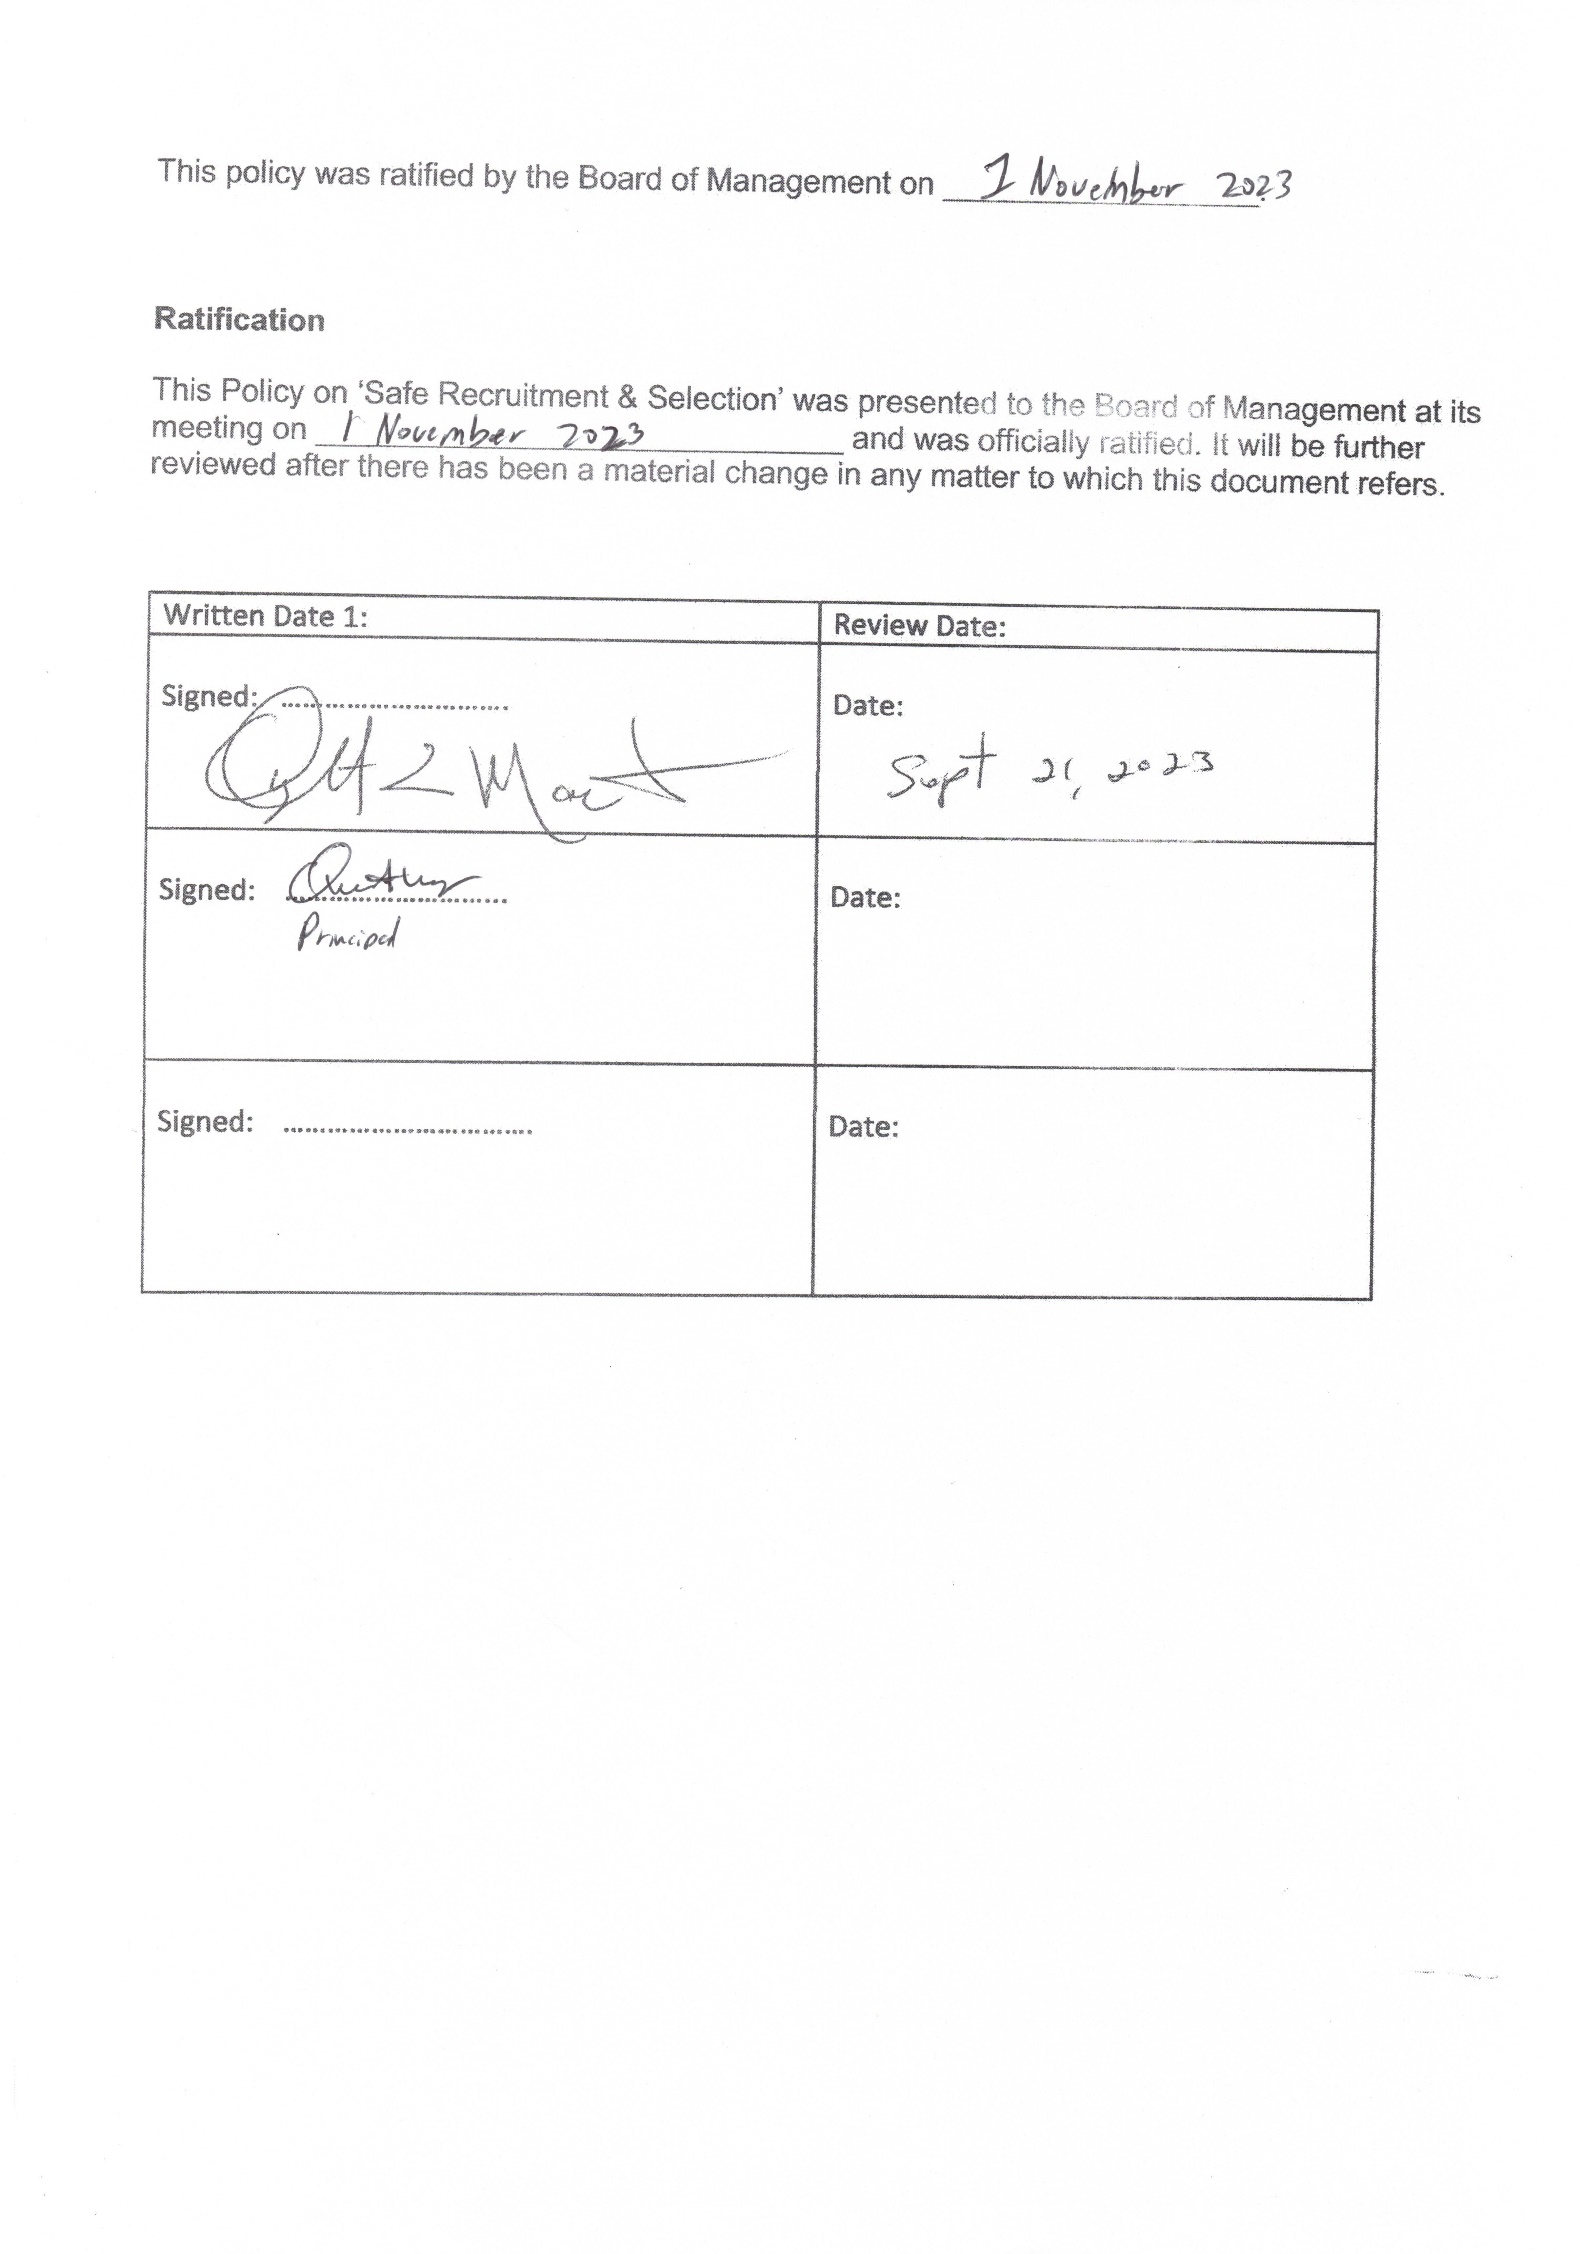 This policy was ratified by the Board of Management on 1 November 2023
Ratification
This Policy on ‘Safe Recruitment & Selection’ was presented to the Board of Management at its
meeting on 1 November 2023 and was officially ratified. It will be further
reviewed after there has been a material change in any matter to which this document refers.
Written Date 1: Review Date:
Signed: ............................... Date:
Sept 21, 2023
Signed: ............................... Date:
Principal
Signed: ............................... Date: